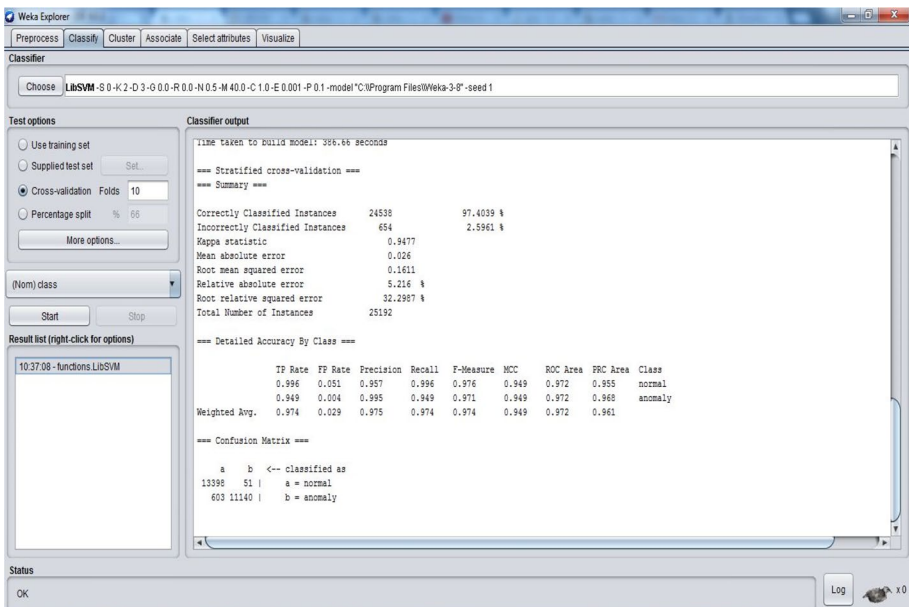 Weka Explorer
Preprocess Classify Cluster Associate Select attributes Visualize
Classifier
Choose LibSVM -S 0 -K 2 -D 3 -G 0.0 -R 0.0 -N 0.5 -M 40.0 -C 1.0 -E 0.001 -P 0.1 -model "C:\\Program Files\\Weka-3-8" -seed 1
Test options
Use training set
Supplied test set Set...
Cross-validation Folds 10
Percentage split % 66
More options...
(Nom) class
Start Stop
Result list (right-click for options)
10:37:08 - functions.LibSVM
Classifier output
Time taken to build model: 386.66 seconds
=== Stratified cross-validation ===
=== Summary ===
Correctly Classified Instances 24538 97.4039 %
Incorrectly Classified Instances 654 2.5961 %
Kappa statistic 0.9477
Mean absolute error 0.026
Root mean squared error 0.1611
Relative absolute error 5.216 %
Root relative squared error 32.2987 %
Total Number of Instances 25192
=== Detailed Accuracy By Class ===
TP Rate FP Rate Precision Recall F-Measure MCC ROC Area PRC Area Class
0.996 0.051 0.957 0.996 0.976 0.949 0.972 0.955 normal
0.949 0.004 0.995 0.949 0.971 0.949 0.972 0.968 anomaly
Weighted Avg. 0.974 0.029 0.975 0.974 0.974 0.949 0.972 0.961
=== Confusion Matrix ===
a b <-- classified as
13398 51 | a = normal
603 11140 | b = anomaly
Status
OK
Log
x 0